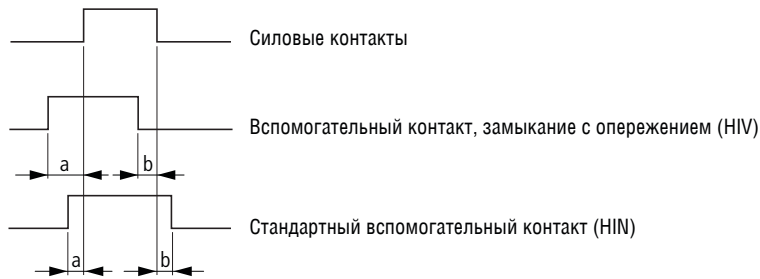 Силовые контакты
Вспомогательный контакт, замыкание с опережением (HIV)
a b
Стандартный вспомогательный контакт (HIN)
a b